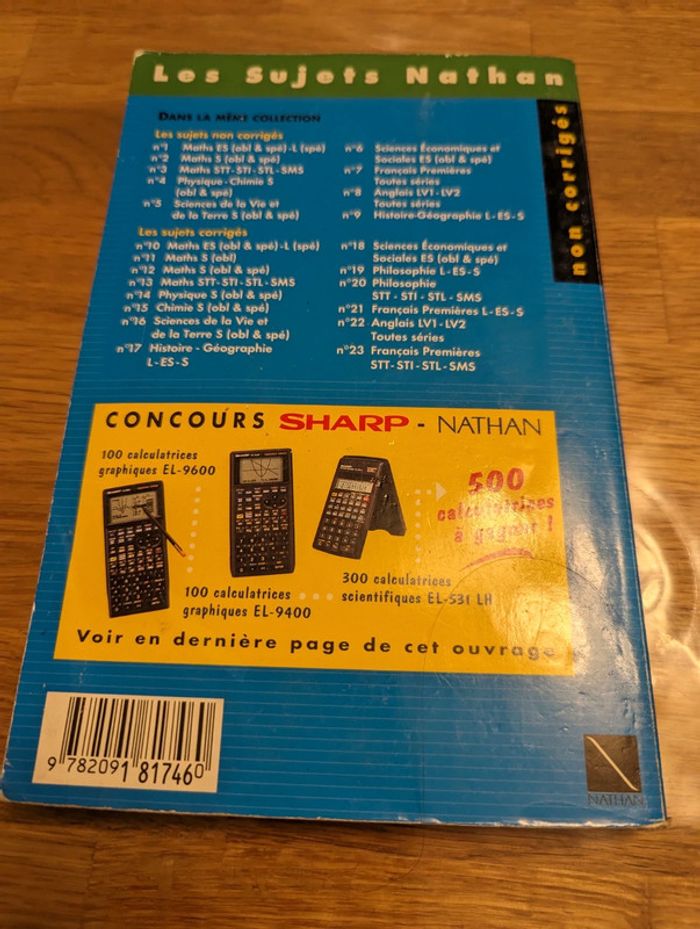 Les Sujets Nathan
non corrigés
DANS LA MÊME COLLECTION
Les sujets non corrigés
n°1 Maths ES (obl & spé) - L (spé)
n°2 Maths S (obl & spé)
n°3 Maths STT - STI - STL - SMS
n°4 Physique - Chimie S
(obl & spé)
n°5 Sciences de la Vie et
de la Terre S (obl & spé)
n°6 Sciences Économiques et
Sociales ES (obl & spé)
n°7 Français Premières
Toutes séries
n°8 Anglais LV1 - LV2
Toutes séries
n°9 Histoire-Géographie L - ES - S
Les sujets corrigés
n°10 Maths ES (obl & spé) - L (spé)
n°11 Maths S (obl)
n°12 Maths S (obl & spé)
n°13 Maths STT - STI - STL - SMS
n°14 Physique S (obl & spé)
n°15 Chimie S (obl & spé)
n°16 Sciences de la Vie et
de la Terre S (obl & spé)
n°17 Histoire - Géographie
L - ES - S
n°18 Sciences Économiques et
Sociales ES (obl & spé)
n°19 Philosophie L - ES - S
n°20 Philosophie
STT - STI - STL - SMS
n°21 Français Premières L - ES - S
n°22 Anglais LV1 - LV2
Toutes séries
n°23 Français Premières
STT - STI - STL - SMS
CONCOURS SHARP - NATHAN
100 calculatrices
graphiques EL-9600
500
calculatrices
à gagner !
100 calculatrices
graphiques EL-9400
300 calculatrices
scientifiques EL-531 LH
Voir en dernière page de cet ouvrage
9 782091 817460
NATHAN